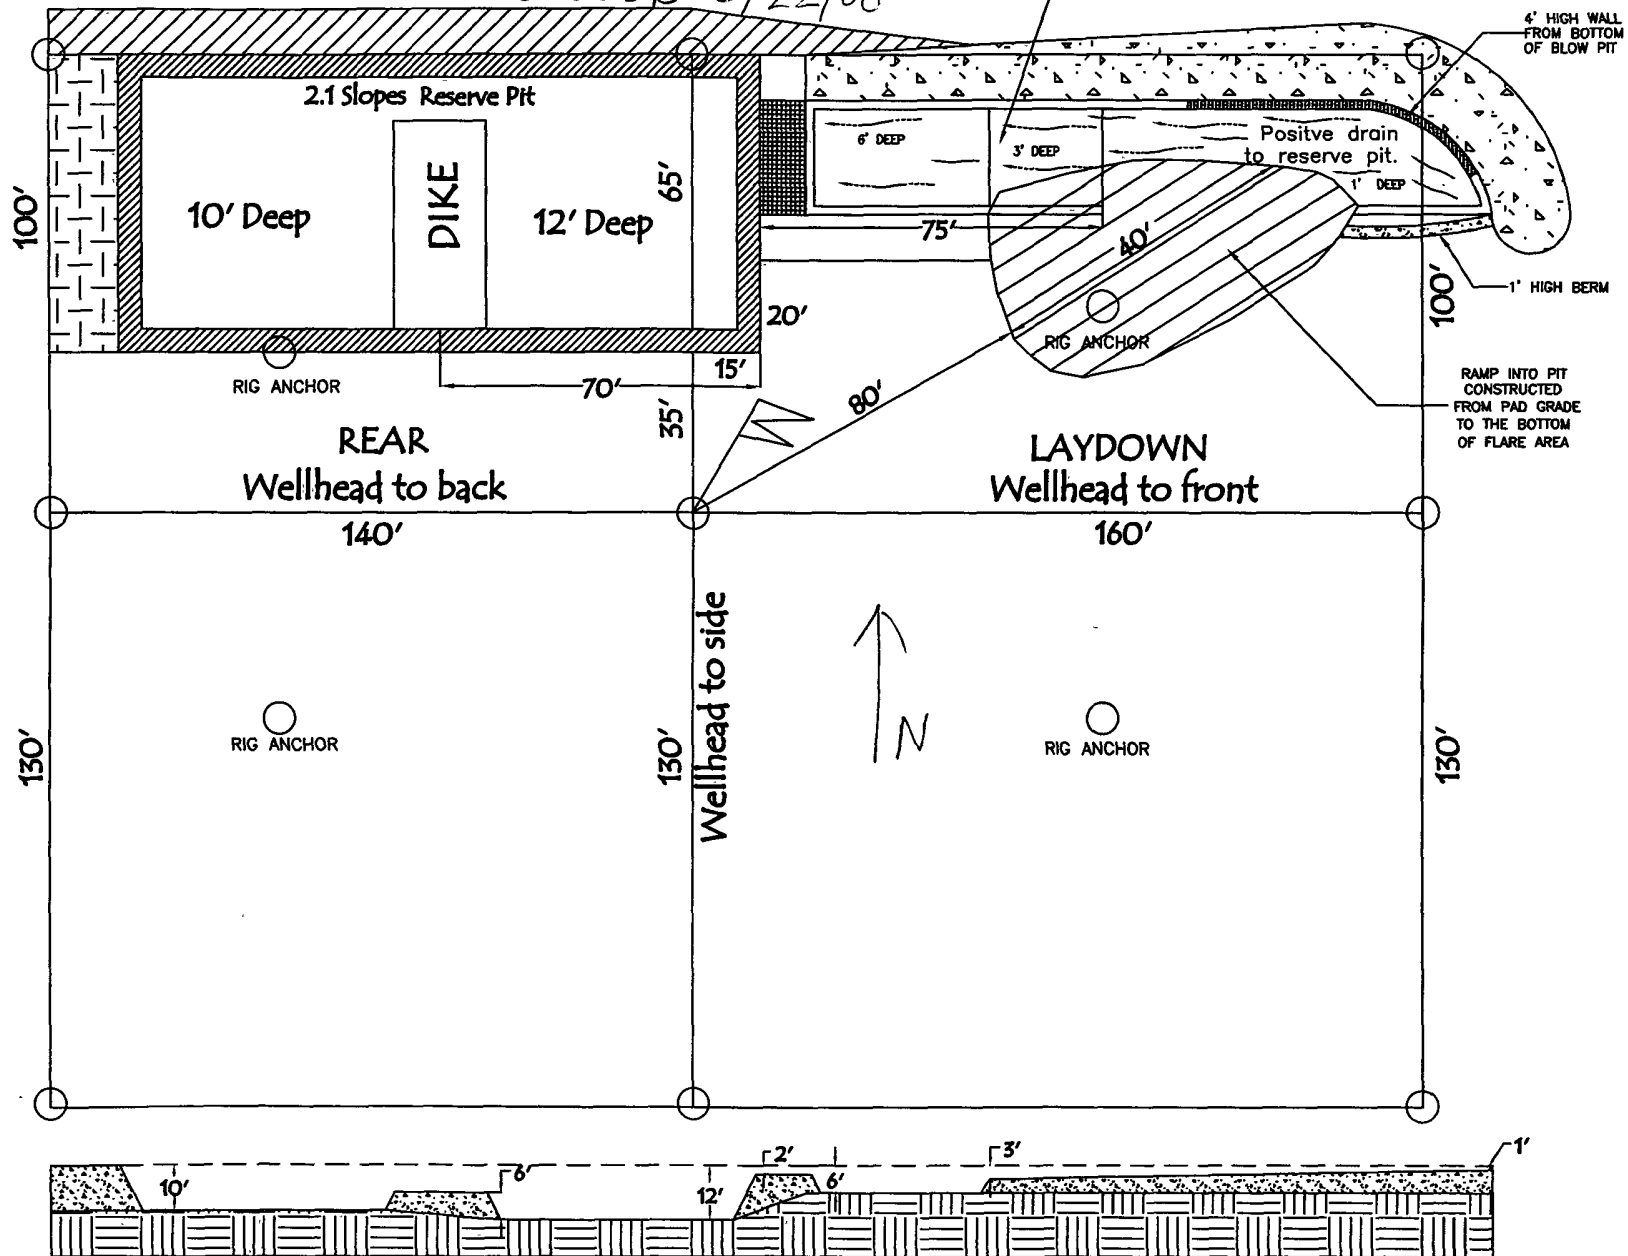 22/08
4' HIGH WALL
FROM BOTTOM
OF BLOW PIT
2.1 Slopes Reserve Pit
6' DEEP
3' DEEP
Positve drain
to reserve pit.
1' DEEP
100'
10' Deep
DIKE
12' Deep
65'
75'
40'
100'
1' HIGH BERM
20'
RIG ANCHOR
RIG ANCHOR
15'
70'
35'
80'
RAMP INTO PIT
CONSTRUCTED
FROM PAD GRADE
TO THE BOTTOM
OF FLARE AREA
REAR
Wellhead to back
140'
LAYDOWN
Wellhead to front
160'
Wellhead to side
N
130'
RIG ANCHOR
130'
RIG ANCHOR
130'
10'
6'
12'
2'
6'
3'
1'